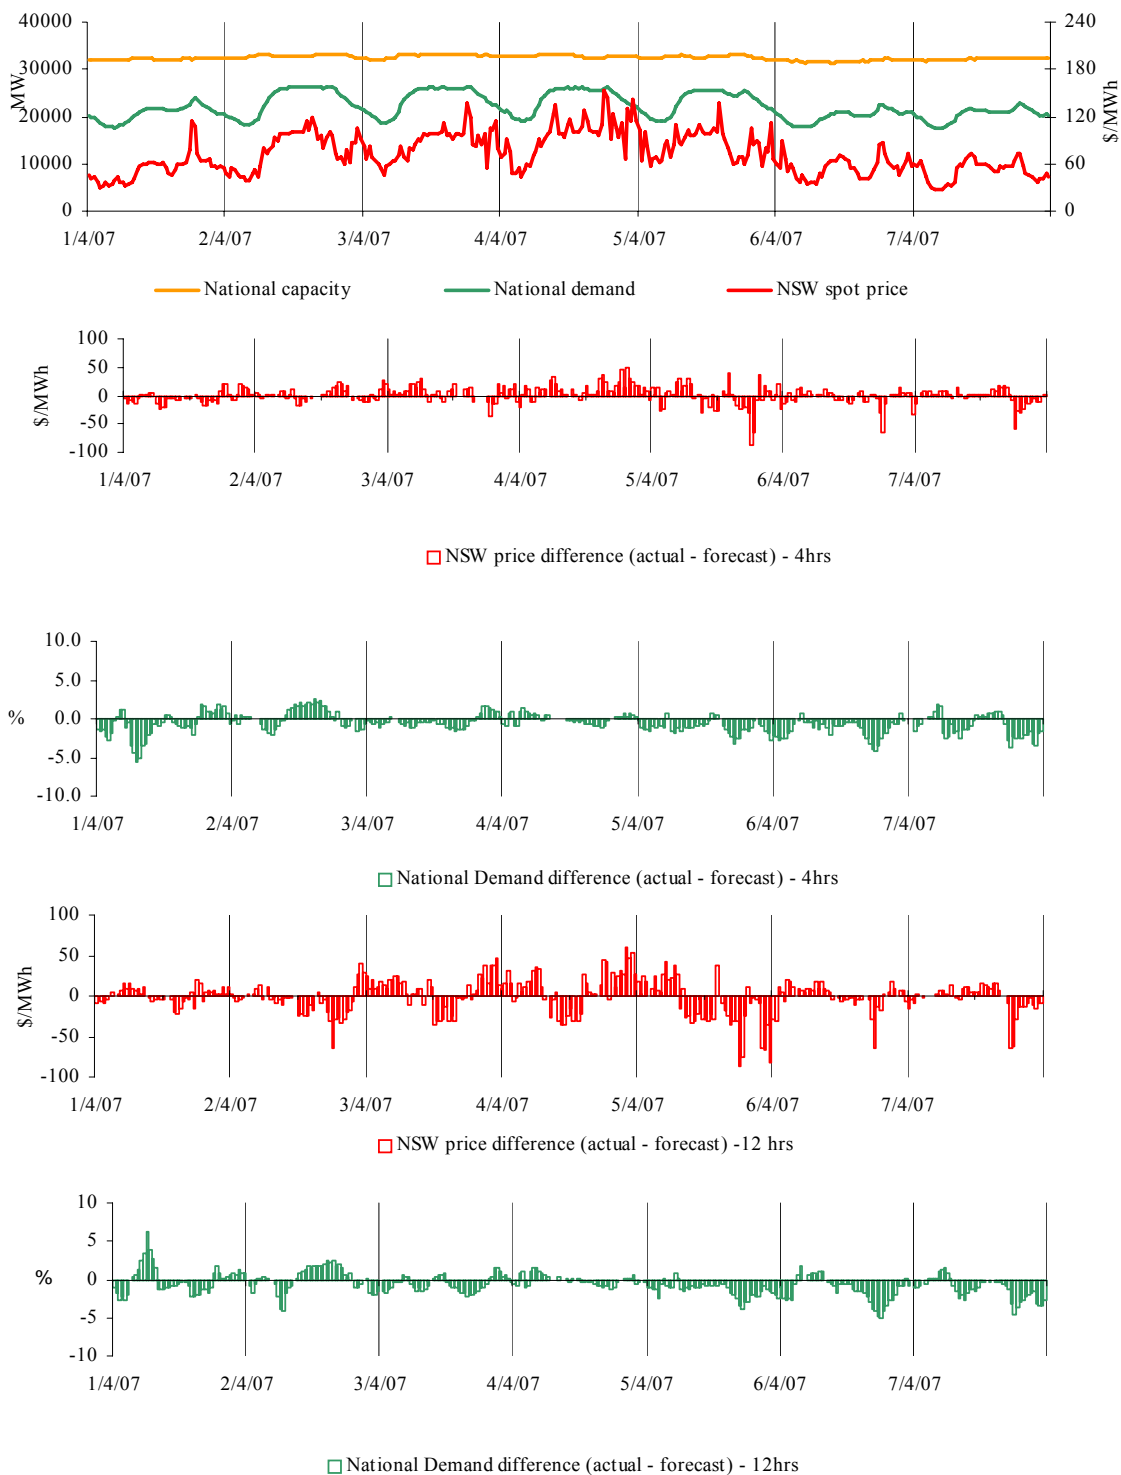 40000 240
30000 180
20000 120
10000 60
0 0
MW
$/MWh
1/4/07 2/4/07 3/4/07 4/4/07 5/4/07 6/4/07 7/4/07
National capacity National demand NSW spot price
100
50
0
-50
-100
$/MWh
1/4/07 2/4/07 3/4/07 4/4/07 5/4/07 6/4/07 7/4/07
NSW price difference (actual - forecast) - 4hrs
10.0
5.0
0.0
-5.0
-10.0
%
1/4/07 2/4/07 3/4/07 4/4/07 5/4/07 6/4/07 7/4/07
National Demand difference (actual - forecast) - 4hrs
100
50
0
-50
-100
$/MWh
1/4/07 2/4/07 3/4/07 4/4/07 5/4/07 6/4/07 7/4/07
NSW price difference (actual - forecast) -12 hrs
10
5
0
-5
-10
%
1/4/07 2/4/07 3/4/07 4/4/07 5/4/07 6/4/07 7/4/07
National Demand difference (actual - forecast) - 12hrs